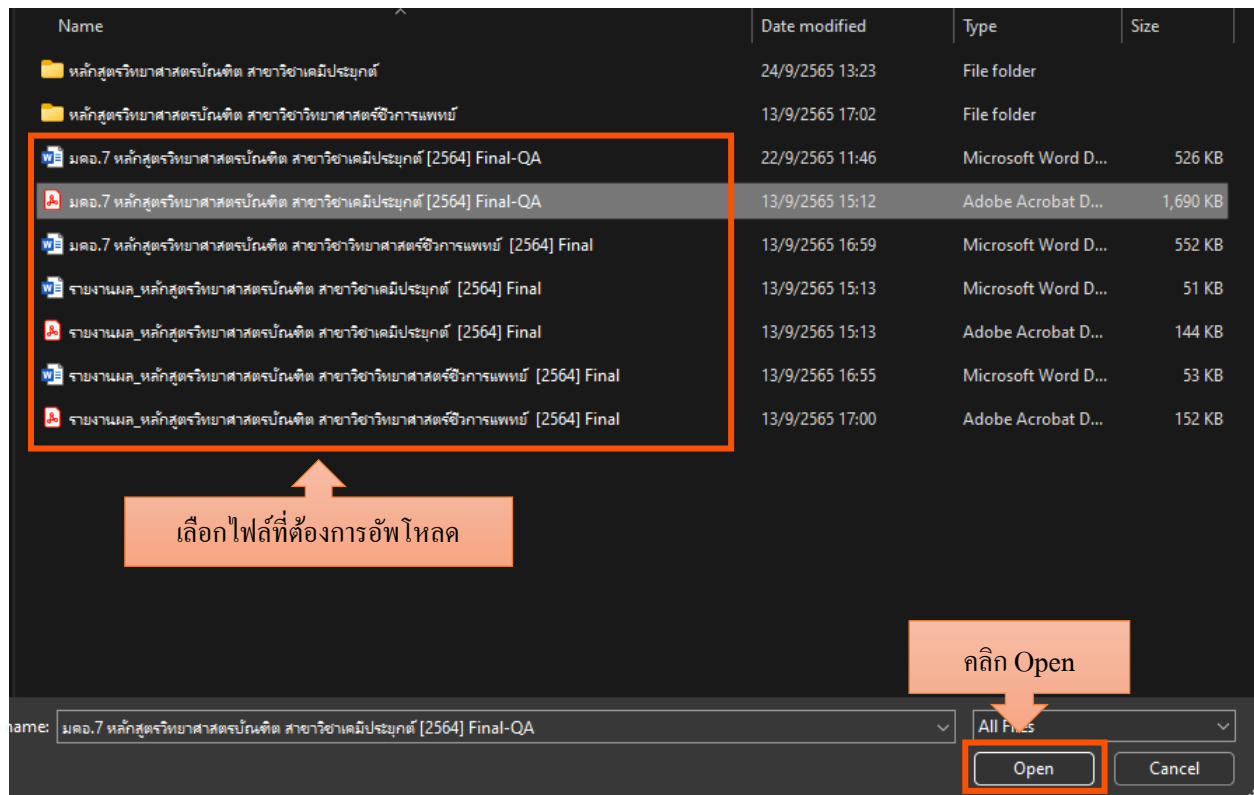 Name Date modified Type Size
หลักสูตรวิทยาศาสตรบัณฑิต สาขาวิชาเคมีประยุกต์ 24/9/2565 13:23 File folder
หลักสูตรวิทยาศาสตรบัณฑิต สาขาวิชาวิทยาศาสตร์ชีวการแพทย์ 13/9/2565 17:02 File folder
มคอ.7 หลักสูตรวิทยาศาสตรบัณฑิต สาขาวิชาเคมีประยุกต์ [2564] Final-QA 22/9/2565 11:46 Microsoft Word D... 526 KB
มคอ.7 หลักสูตรวิทยาศาสตรบัณฑิต สาขาวิชาเคมีประยุกต์ [2564] Final-QA 13/9/2565 15:12 Adobe Acrobat D... 1,690 KB
มคอ.7 หลักสูตรวิทยาศาสตรบัณฑิต สาขาวิชาวิทยาศาสตร์ชีวการแพทย์ [2564] Final 13/9/2565 16:59 Microsoft Word D... 552 KB
รายงานผล_หลักสูตรวิทยาศาสตรบัณฑิต สาขาวิชาเคมีประยุกต์ [2564] Final 13/9/2565 15:13 Microsoft Word D... 51 KB
รายงานผล_หลักสูตรวิทยาศาสตรบัณฑิต สาขาวิชาเคมีประยุกต์ [2564] Final 13/9/2565 15:13 Adobe Acrobat D... 144 KB
รายงานผล_หลักสูตรวิทยาศาสตรบัณฑิต สาขาวิชาวิทยาศาสตร์ชีวการแพทย์ [2564] Final 13/9/2565 16:55 Microsoft Word D... 53 KB
รายงานผล_หลักสูตรวิทยาศาสตรบัณฑิต สาขาวิชาวิทยาศาสตร์ชีวการแพทย์ [2564] Final 13/9/2565 17:00 Adobe Acrobat D... 152 KB
เลือกไฟล์ที่ต้องการอัพโหลด
คลิก Open
name: มคอ.7 หลักสูตรวิทยาศาสตรบัณฑิต สาขาวิชาเคมีประยุกต์ [2564] Final-QA All Files
Open Cancel